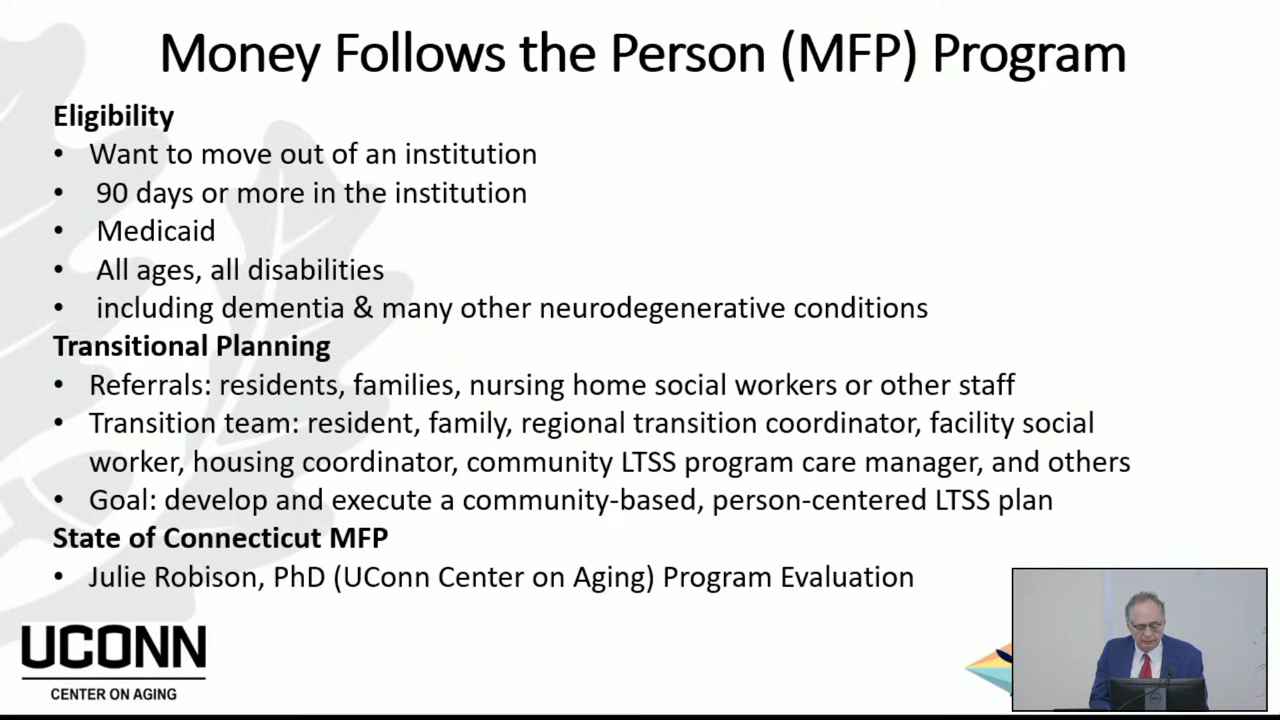 Money Follows the Person (MFP) Program
Eligibility
• Want to move out of an institution
• 90 days or more in the institution
• Medicaid
• All ages, all disabilities
• including dementia & many other neurodegenerative conditions
Transitional Planning
• Referrals: residents, families, nursing home social workers or other staff
• Transition team: resident, family, regional transition coordinator, facility social
worker, housing coordinator, community LTSS program care manager, and others
• Goal: develop and execute a community-based, person-centered LTSS plan
State of Connecticut MFP
• Julie Robison, PhD (UConn Center on Aging) Program Evaluation
UCONN
CENTER ON AGING